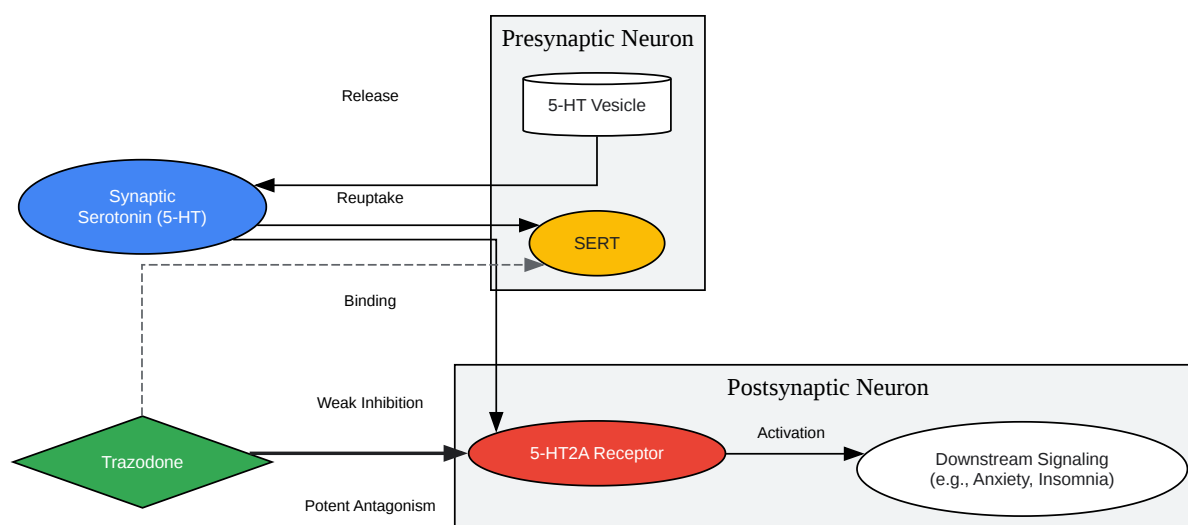 Presynaptic Neuron
Release
5-HT Vesicle
Synaptic
Serotonin (5-HT)
Reuptake
SERT
Binding
Postsynaptic Neuron
Weak Inhibition
Trazodone
5-HT2A Receptor
Activation
Downstream Signaling
(e.g., Anxiety, Insomnia)
Potent Antagonism